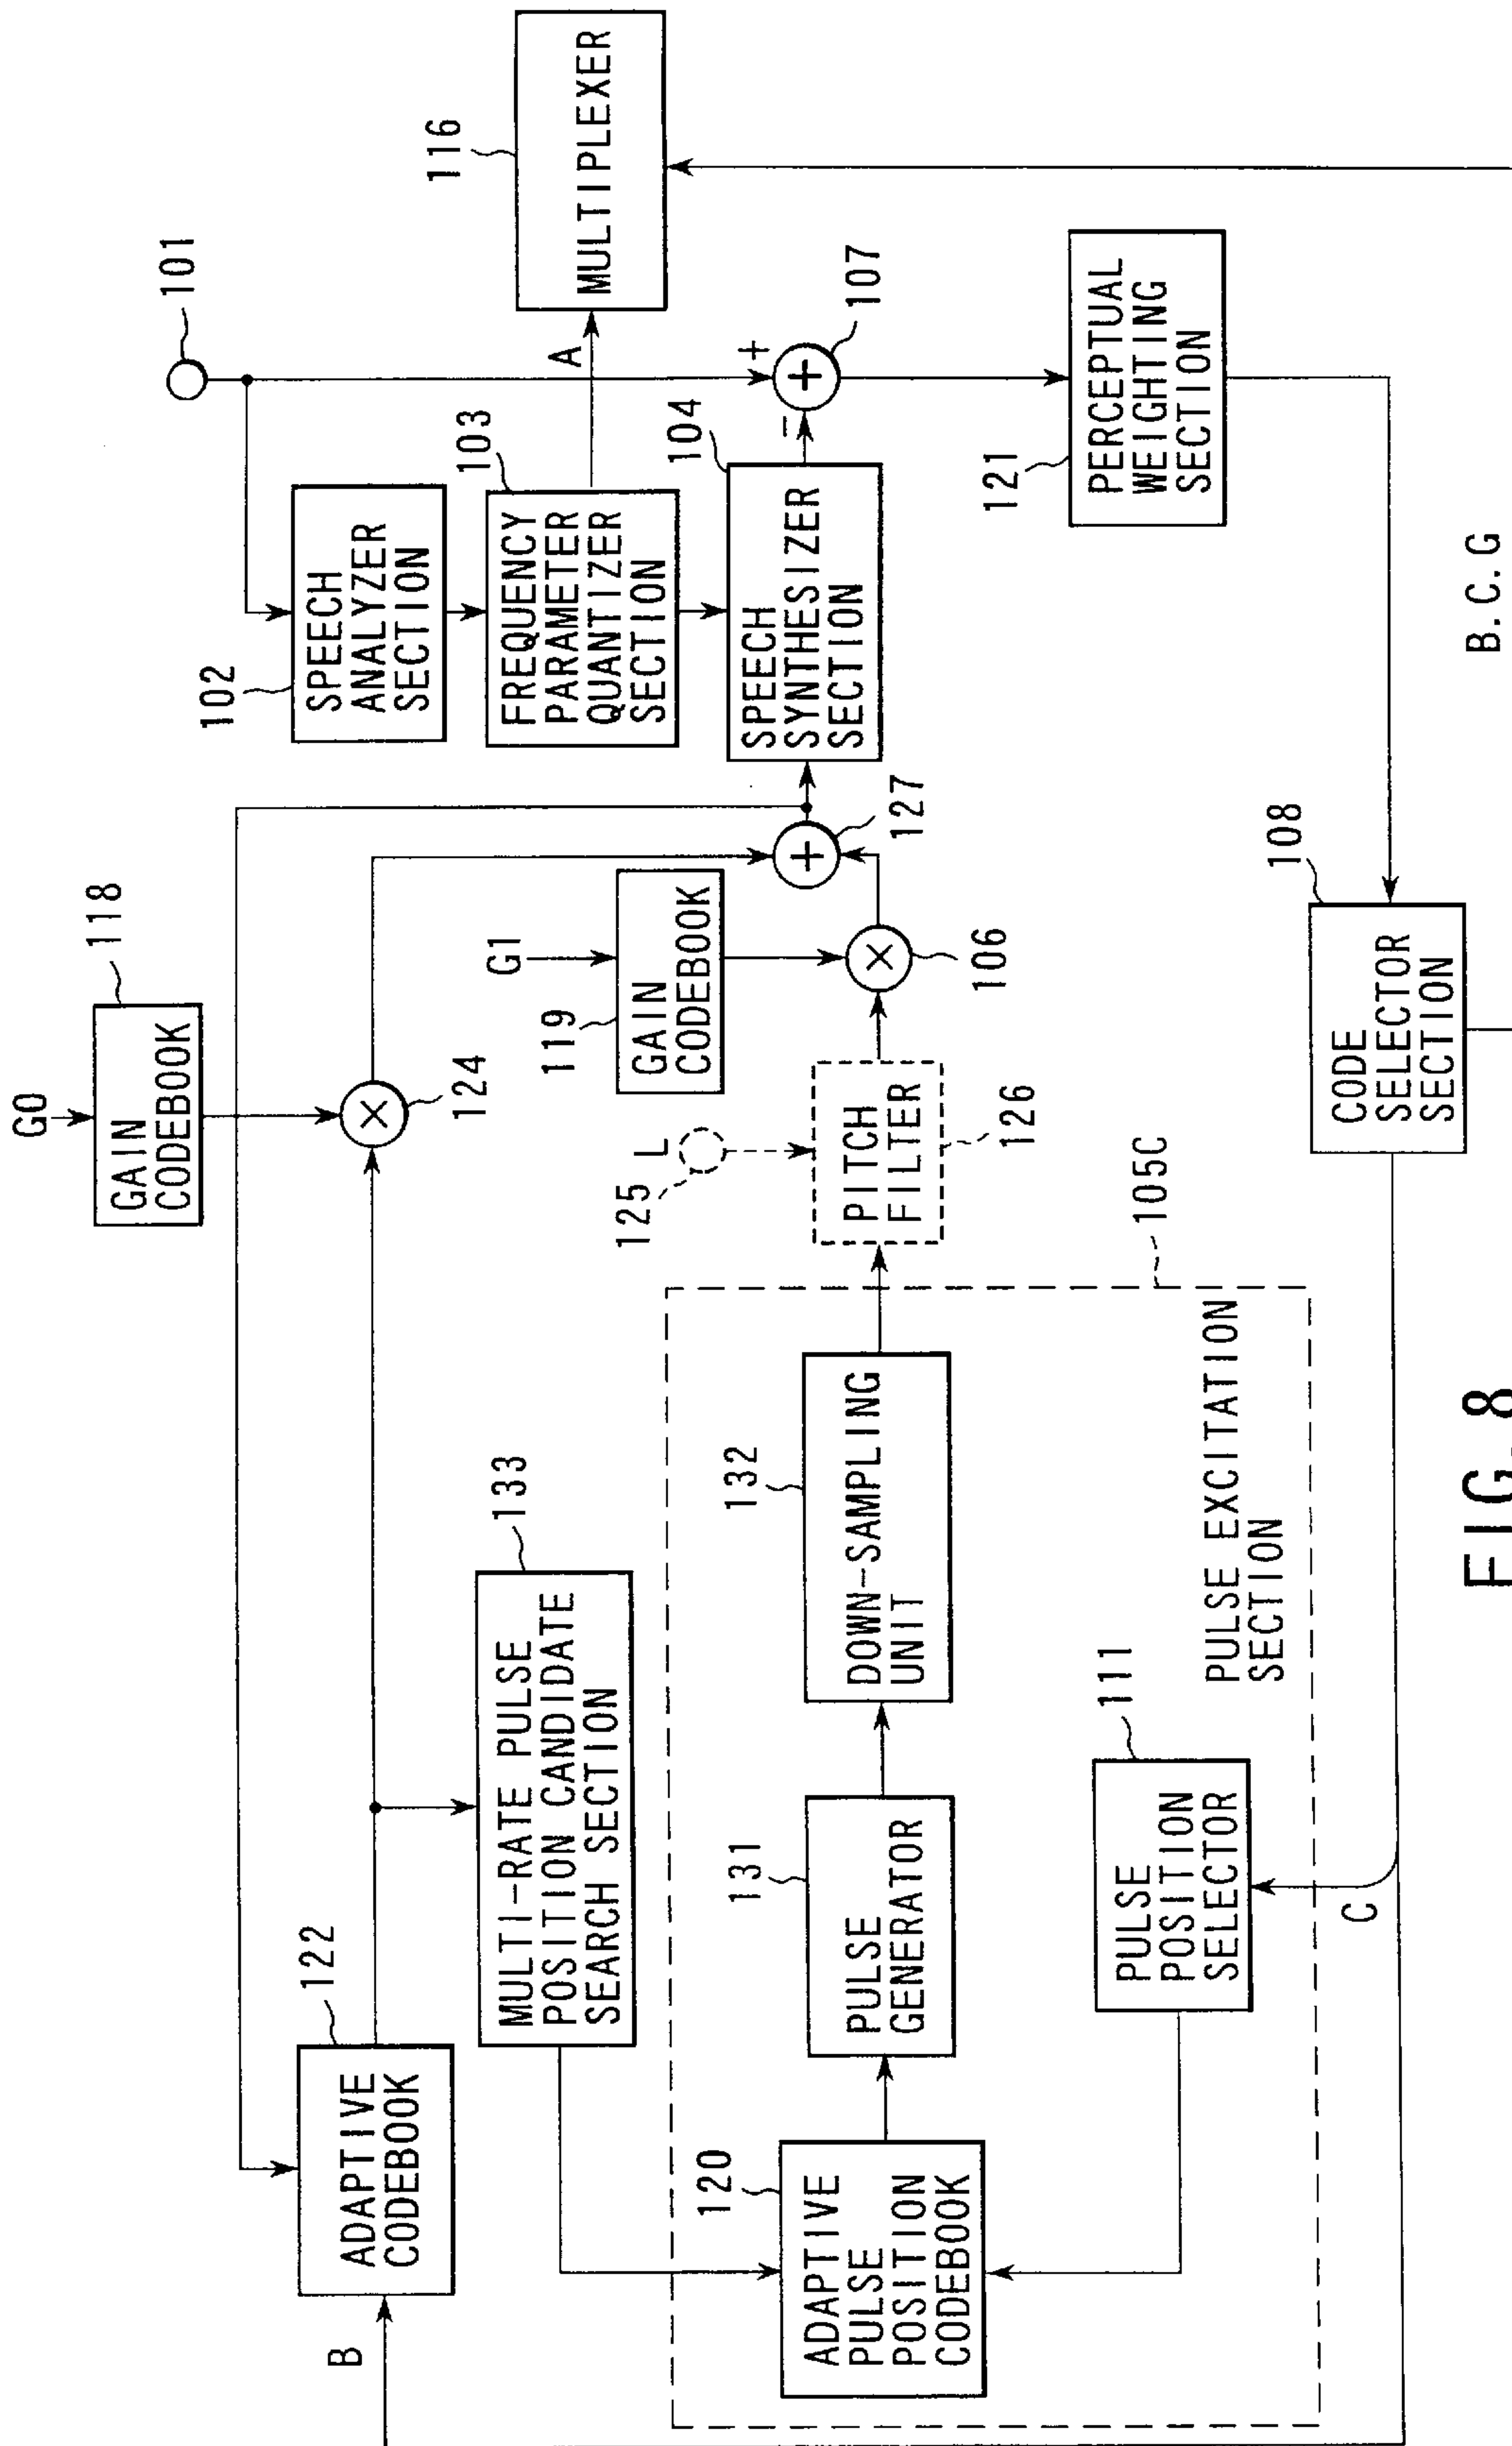 G0
118
GAIN
CODEBOOK
124
101
102
SPEECH
ANALYZER
SECTION
116
MULTIPLEXER
A
103
FREQUENCY
PARAMETER
QUANTIZER
SECTION
104
SPEECH
SYNTHESIZER
SECTION
+
−
+
107
121
PERCEPTUAL
WEIGHTING
SECTION
B
122
ADAPTIVE
CODEBOOK
133
MULTI-RATE PULSE
POSITION CANDIDATE
SEARCH SECTION
×
G1
119
GAIN
CODEBOOK
+
127
×
106
L
125
PITCH
FILTER
126
120
ADAPTIVE
PULSE
POSITION
CODEBOOK
131
PULSE
GENERATOR
132
DOWN-SAMPLING
UNIT
111
PULSE
POSITION
SELECTOR
PULSE EXCITATION
SECTION
105C
C
108
CODE
SELECTOR
SECTION
B. C. G
FIG. 8